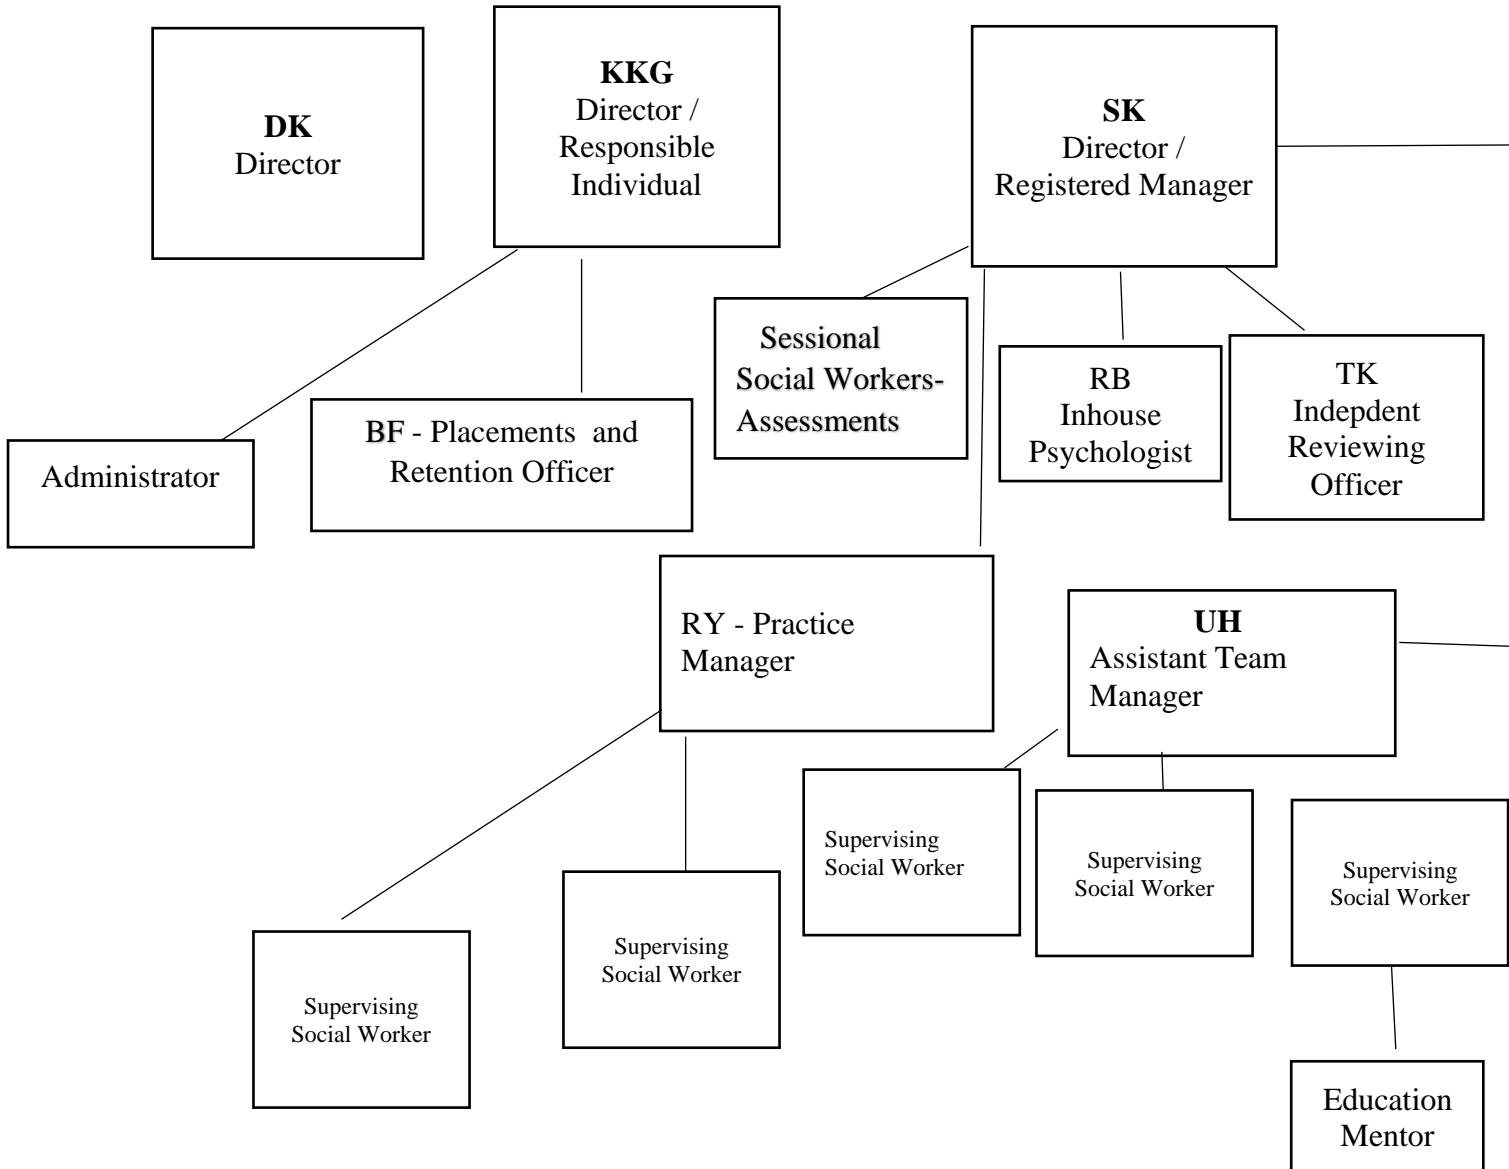 DK
Director
KKG
Director /
Responsible
Individual
SK
Director /
Registered Manager
Sessional
Social Workers-
Assessments
RB
Inhouse
Psychologist
TK
Indepdent
Reviewing
Officer
Administrator
BF - Placements and
Retention Officer
RY - Practice
Manager
UH
Assistant Team
Manager
Supervising
Social Worker
Supervising
Social Worker
Supervising
Social Worker
Supervising
Social Worker
Supervising
Social Worker
Education
Mentor